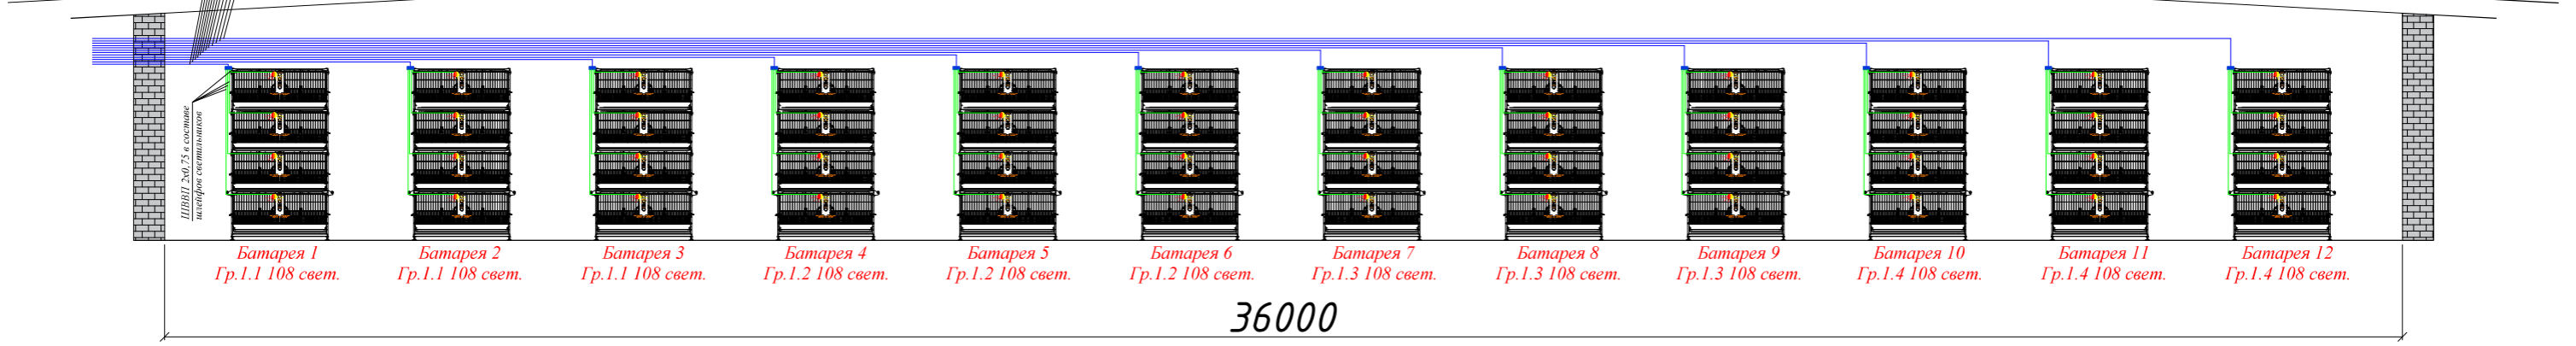 ШВВП 2х0,75 в составе
шлейфов светильников
Батарея 1
Гр.1.1 108 свет.
Батарея 2
Гр.1.1 108 свет.
Батарея 3
Гр.1.1 108 свет.
Батарея 4
Гр.1.2 108 свет.
Батарея 5
Гр.1.2 108 свет.
Батарея 6
Гр.1.2 108 свет.
Батарея 7
Гр.1.3 108 свет.
Батарея 8
Гр.1.3 108 свет.
Батарея 9
Гр.1.3 108 свет.
Батарея 10
Гр.1.4 108 свет.
Батарея 11
Гр.1.4 108 свет.
Батарея 12
Гр.1.4 108 свет.
36000